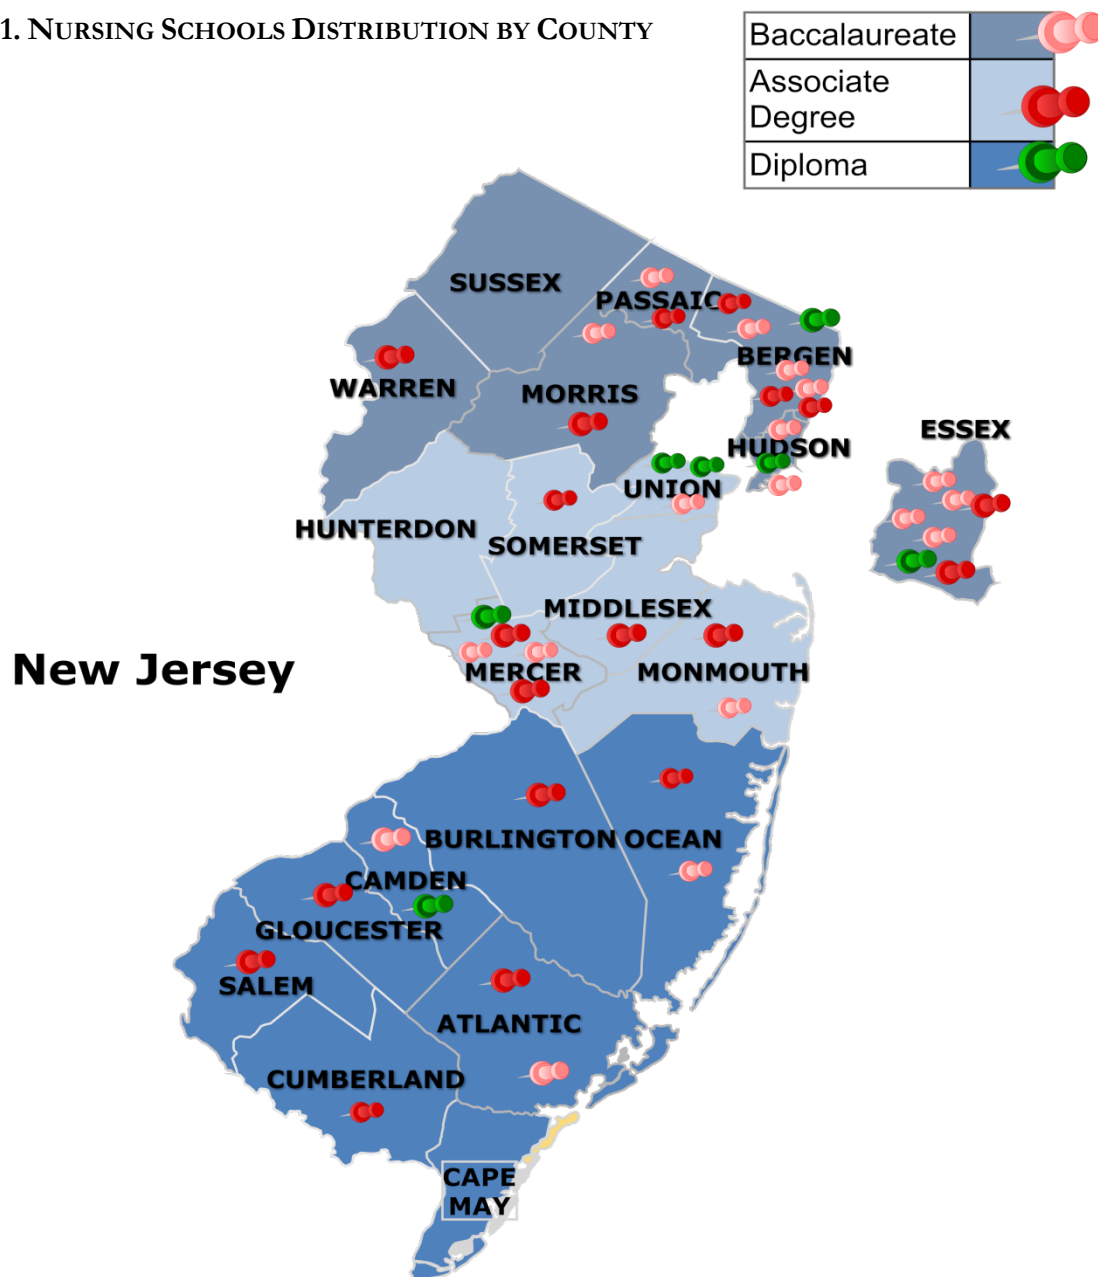 1. NURSING SCHOOLS DISTRIBUTION BY COUNTY
Baccalaureate
Associate
Degree
Diploma
SUSSEX
PASSAIC
BERGEN
WARREN
MORRIS
ESSEX
HUDSON
UNION
HUNTERDON
SOMERSET
MIDDLESEX
New Jersey
MERCER
MONMOUTH
BURLINGTON
OCEAN
CAMDEN
GLOUCESTER
SALEM
ATLANTIC
CUMBERLAND
CAPE
MAY